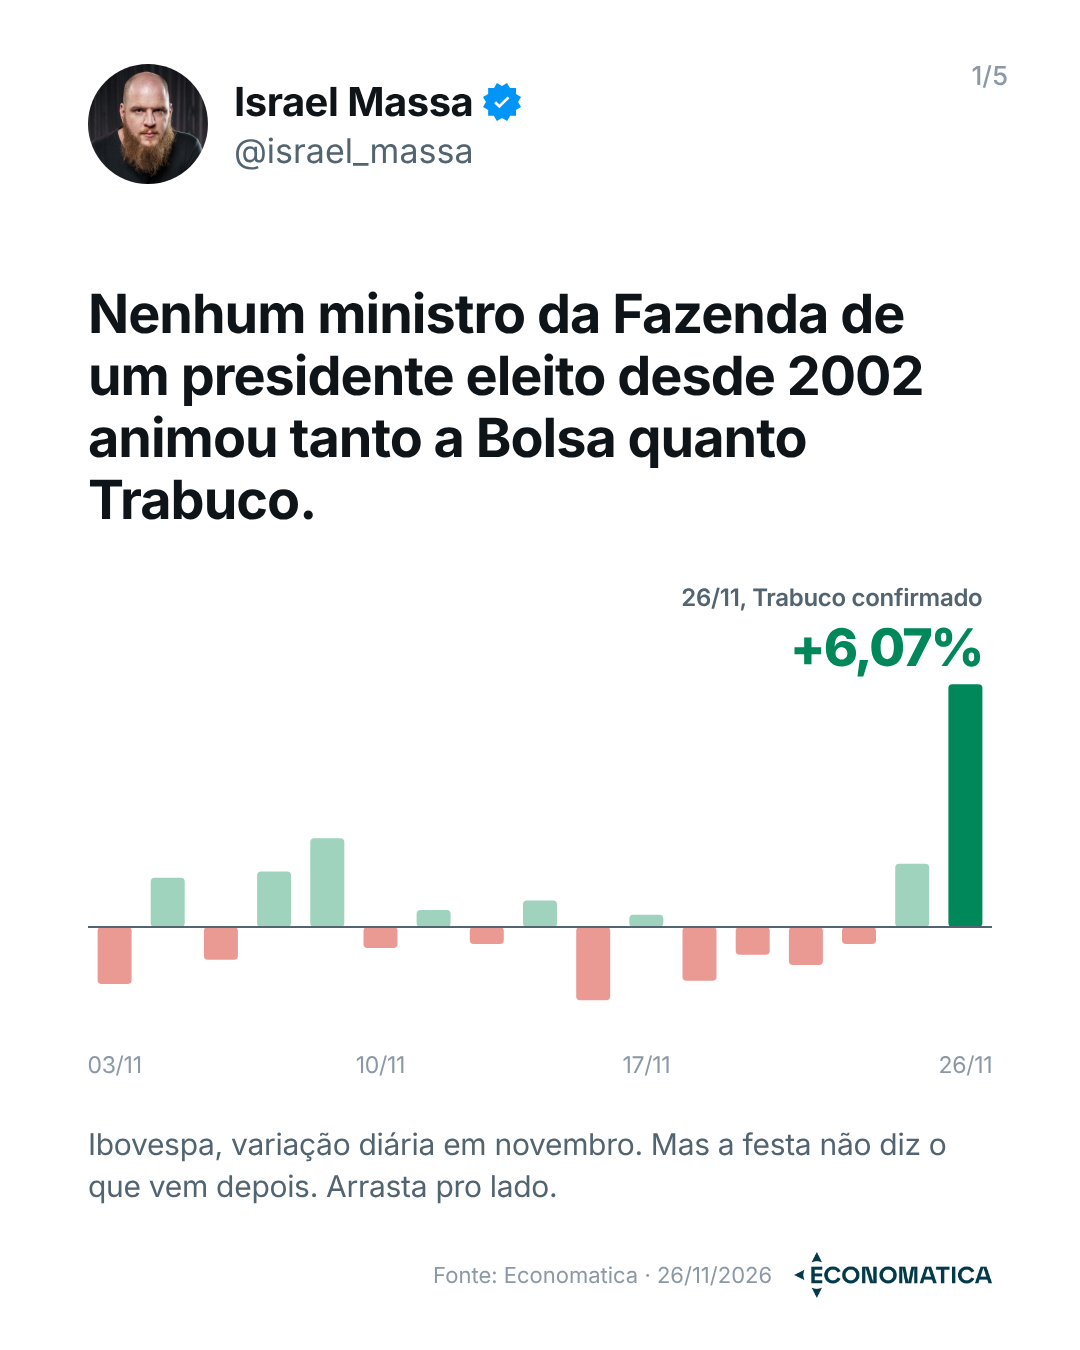 Israel Massa
@israel_massa
1/5
Nenhum ministro da Fazenda de
um presidente eleito desde 2002
animou tanto a Bolsa quanto
Trabuco.
26/11, Trabuco confirmado
+6,07%
03/11 10/11 17/11 26/11
Ibovespa, variação diária em novembro. Mas a festa não diz o
que vem depois. Arrasta pro lado.
Fonte: Economatica · 26/11/2026 ECONOMATICA